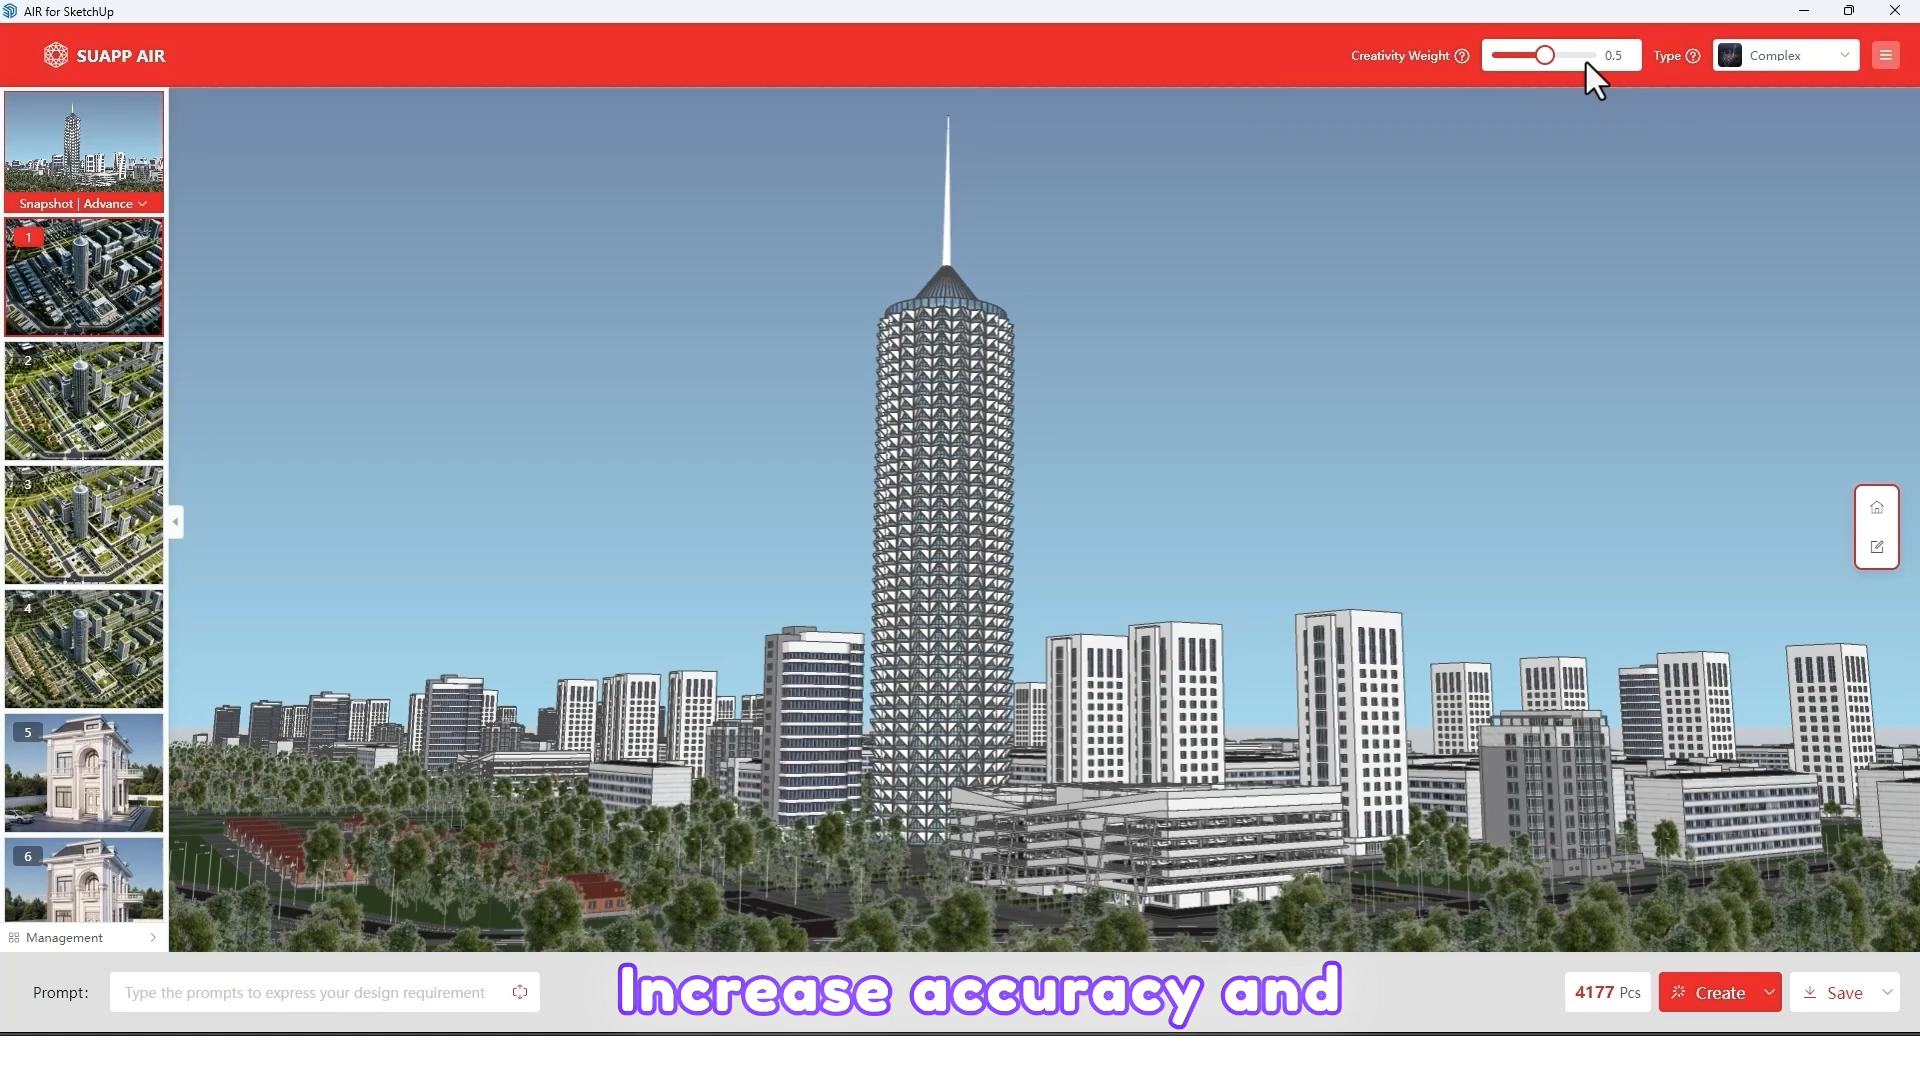 AIR for SketchUp
SUAPP AIR
Creativity Weight
0.5
Type
Complex
Snapshot | Advance
1
2
3
4
5
6
Management
Prompt:
Type the prompts to express your design requirement
Increase accuracy and
4177 Pcs
Create
Save